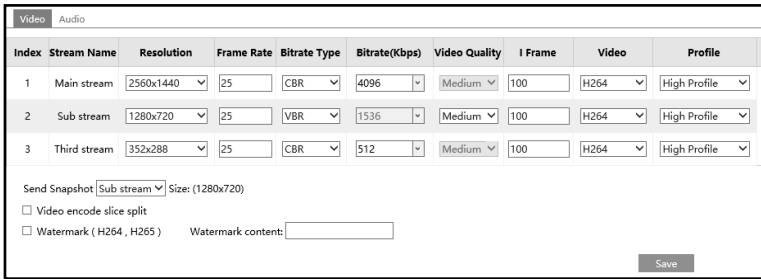 Video Audio
Index Stream Name Resolution Frame Rate Bitrate Type Bitrate(Kbps) Video Quality I Frame Video Profile
1 Main stream 2560x1440 25 CBR 4096 Medium 100 H264 High Profile
2 Sub stream 1280x720 25 VBR 1536 Medium 100 H264 High Profile
3 Third stream 352x288 25 CBR 512 Medium 100 H264 High Profile
Send Snapshot Sub stream Size: (1280x720)
Video encode slice split
Watermark ( H264 , H265 ) Watermark content:
Save